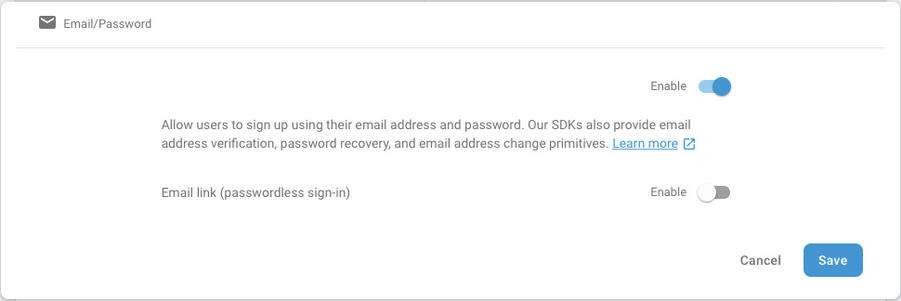 Email/Password
Enable
Allow users to sign up using their email address and password. Our SDKs also provide email
address verification, password recovery, and email address change primitives. Learn more
Email link (passwordless sign-in) Enable
Cancel Save